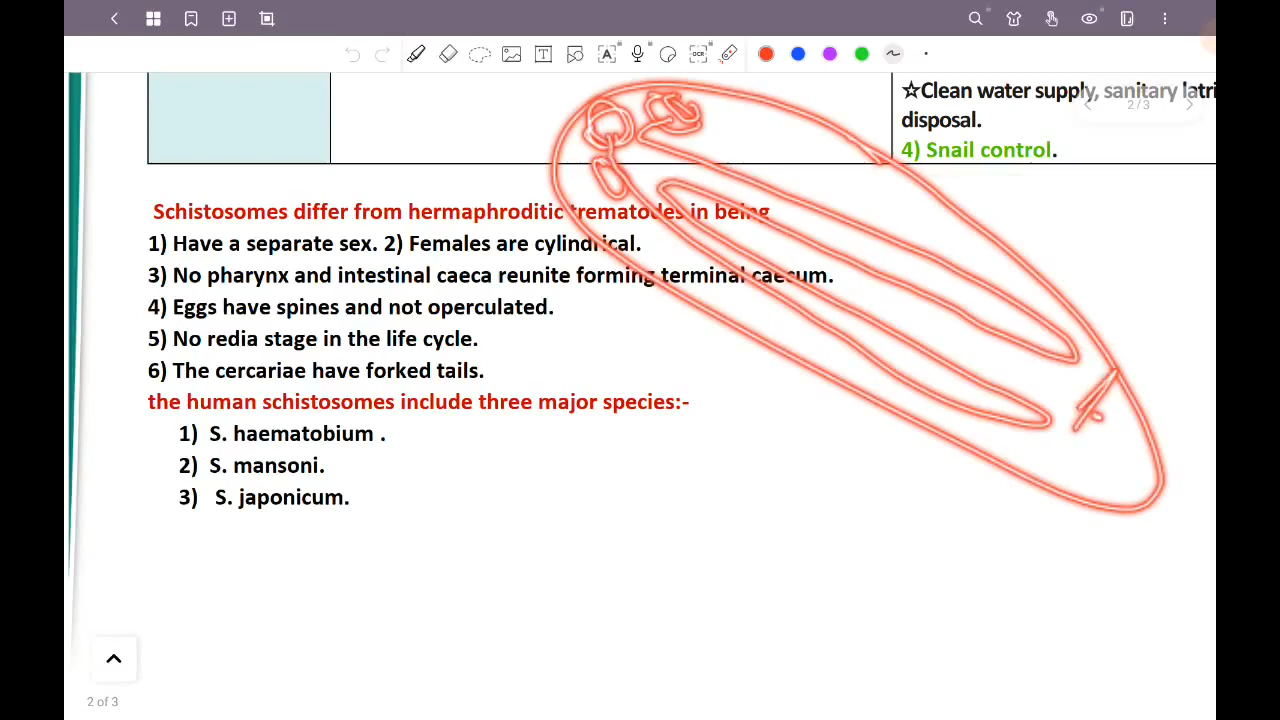 A
OCR
☆Clean water supply, sanitary latri
2/3
disposal.
4) Snail control.
Schistosomes differ from hermaphroditic trematodes in being
1) Have a separate sex. 2) Females are cylindrical.
3) No pharynx and intestinal caeca reunite forming terminal caecum.
4) Eggs have spines and not operculated.
5) No redia stage in the life cycle.
6) The cercariae have forked tails.
the human schistosomes include three major species:-
1) S. haematobium .
2) S. mansoni.
3) S. japonicum.
2 of 3